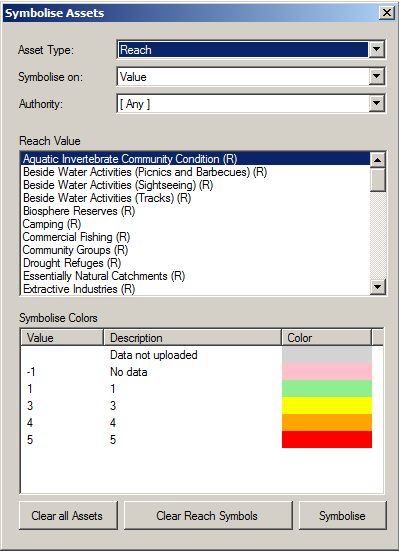 Symbolise Assets
Asset Type: Reach
Symbolise on: Value
Authority: [ Any ]
Reach Value
Aquatic Invertebrate Community Condition (R)
Beside Water Activities (Picnics and Barbecues) (R)
Beside Water Activities (Sightseeing) (R)
Beside Water Activities (Tracks) (R)
Biosphere Reserves (R)
Camping (R)
Commercial Fishing (R)
Community Groups (R)
Drought Refuges (R)
Essentially Natural Catchments (R)
Extractive Industries (R)
Symbolise Colors
Value Description Color
Data not uploaded
-1 No data
1 1
3 3
4 4
5 5
Clear all Assets Clear Reach Symbols Symbolise